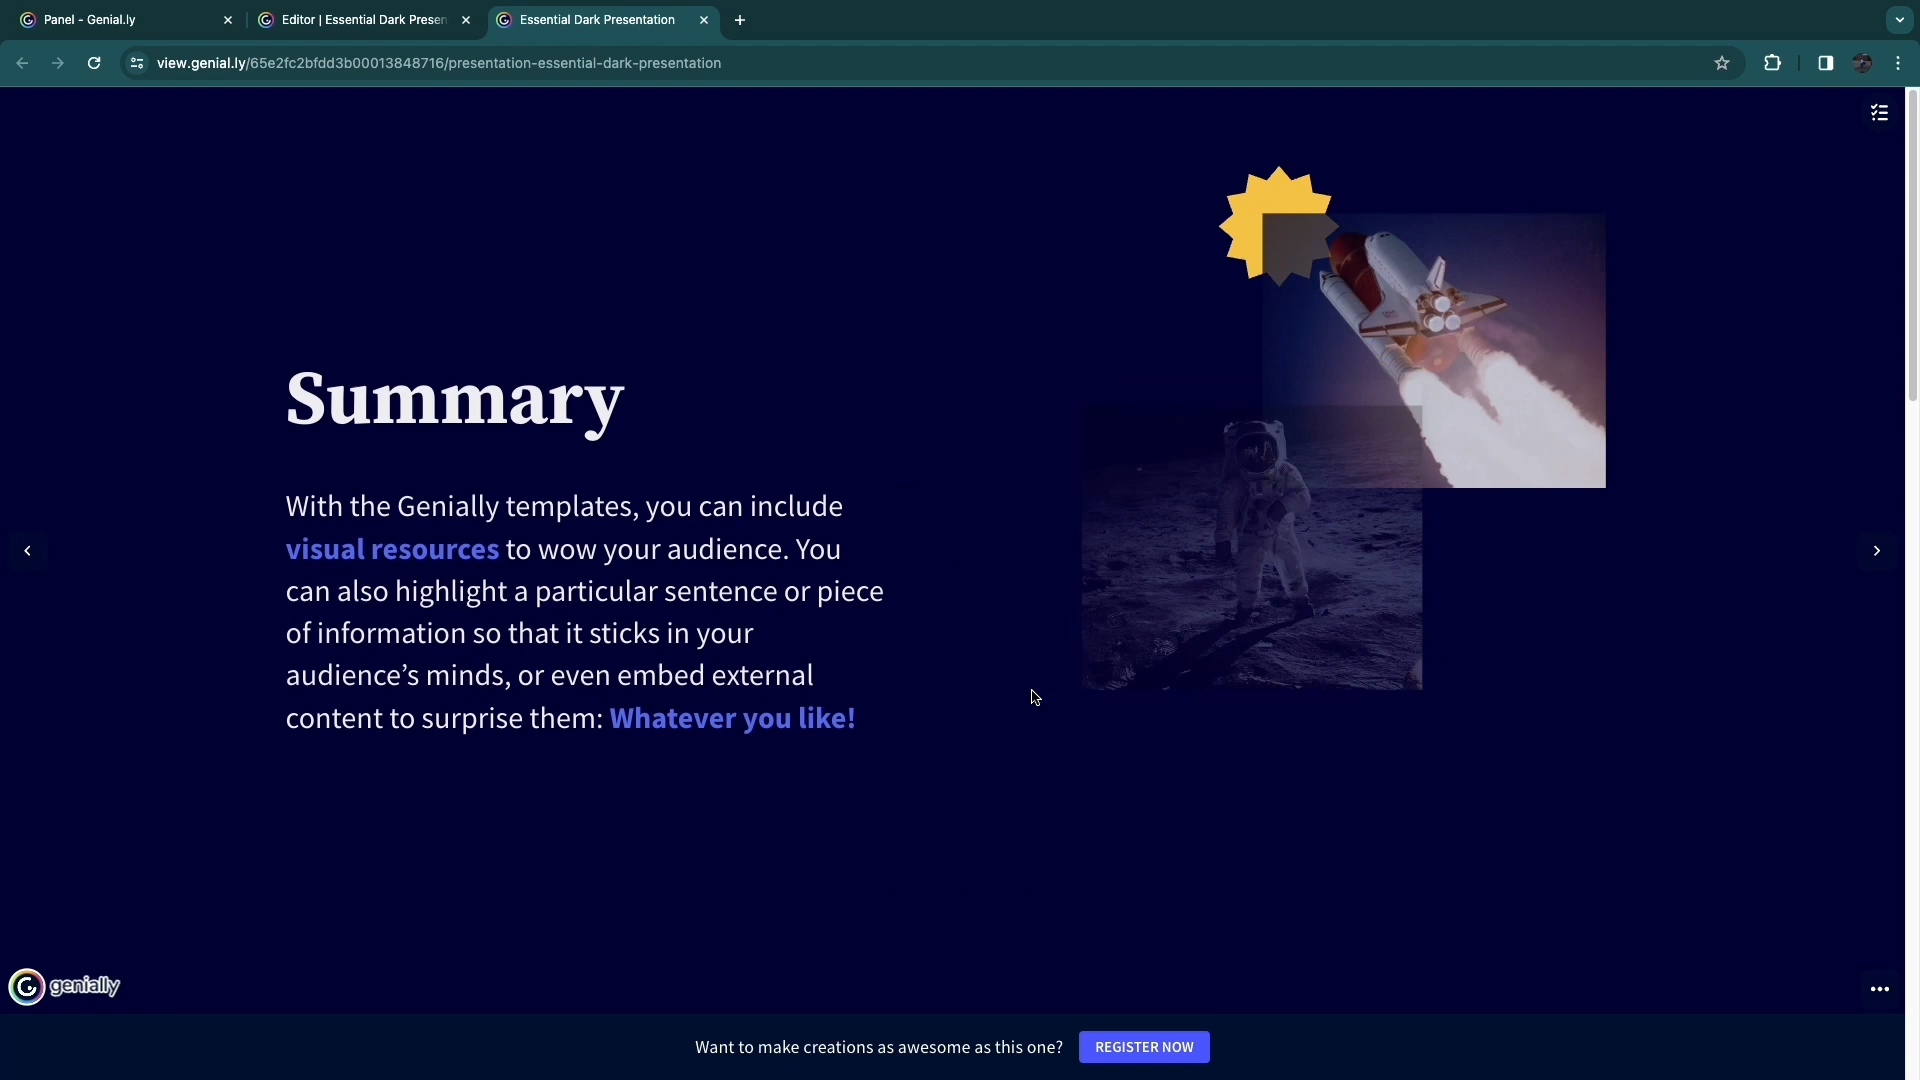 Panel - Genial.ly
Editor | Essential Dark Presen
Essential Dark Presentation
view.genial.ly/65e2fc2bfdd3b00013848716/presentation-essential-dark-presentation
Summary
With the Genially templates, you can include
visual resources to wow your audience. You
can also highlight a particular sentence or piece
of information so that it sticks in your
audience’s minds, or even embed external
content to surprise them: Whatever you like!
genially
Want to make creations as awesome as this one?
REGISTER NOW